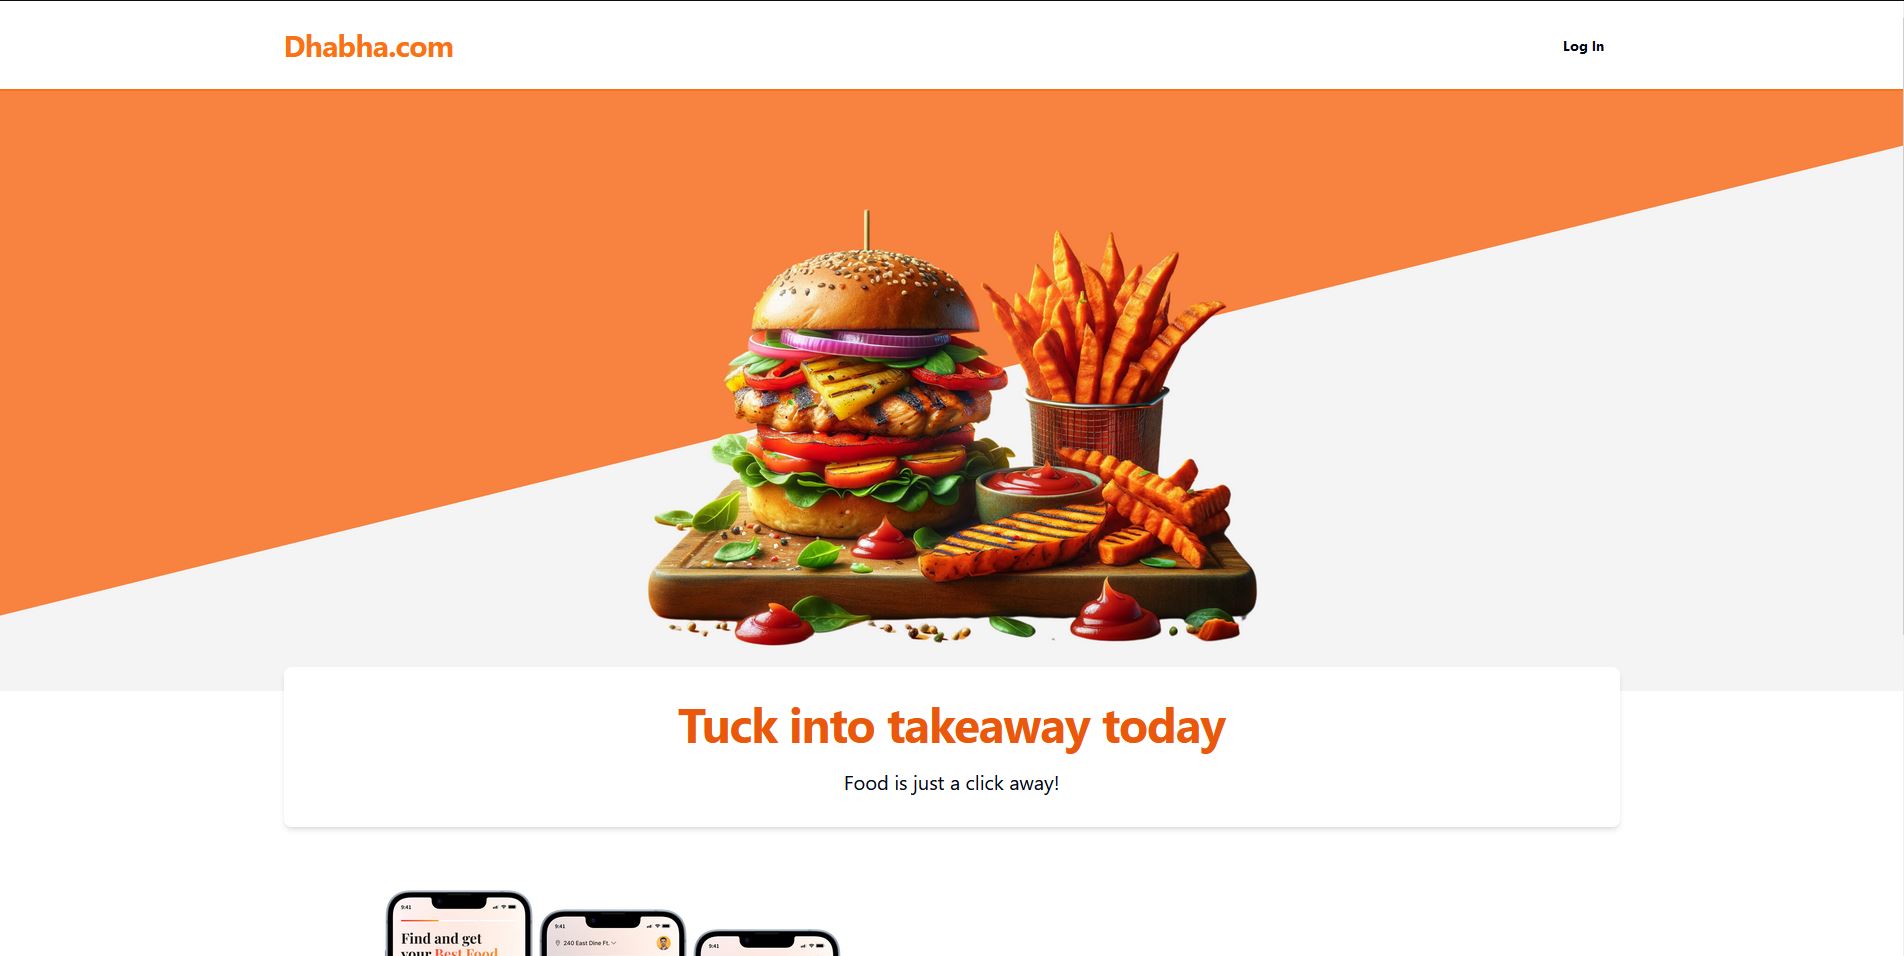 Dhabha.com
Log In
Tuck into takeaway today
Food is just a click away!
9:41
Find and get
your Best Food
9:41
240 East Dine Ft.
9:41